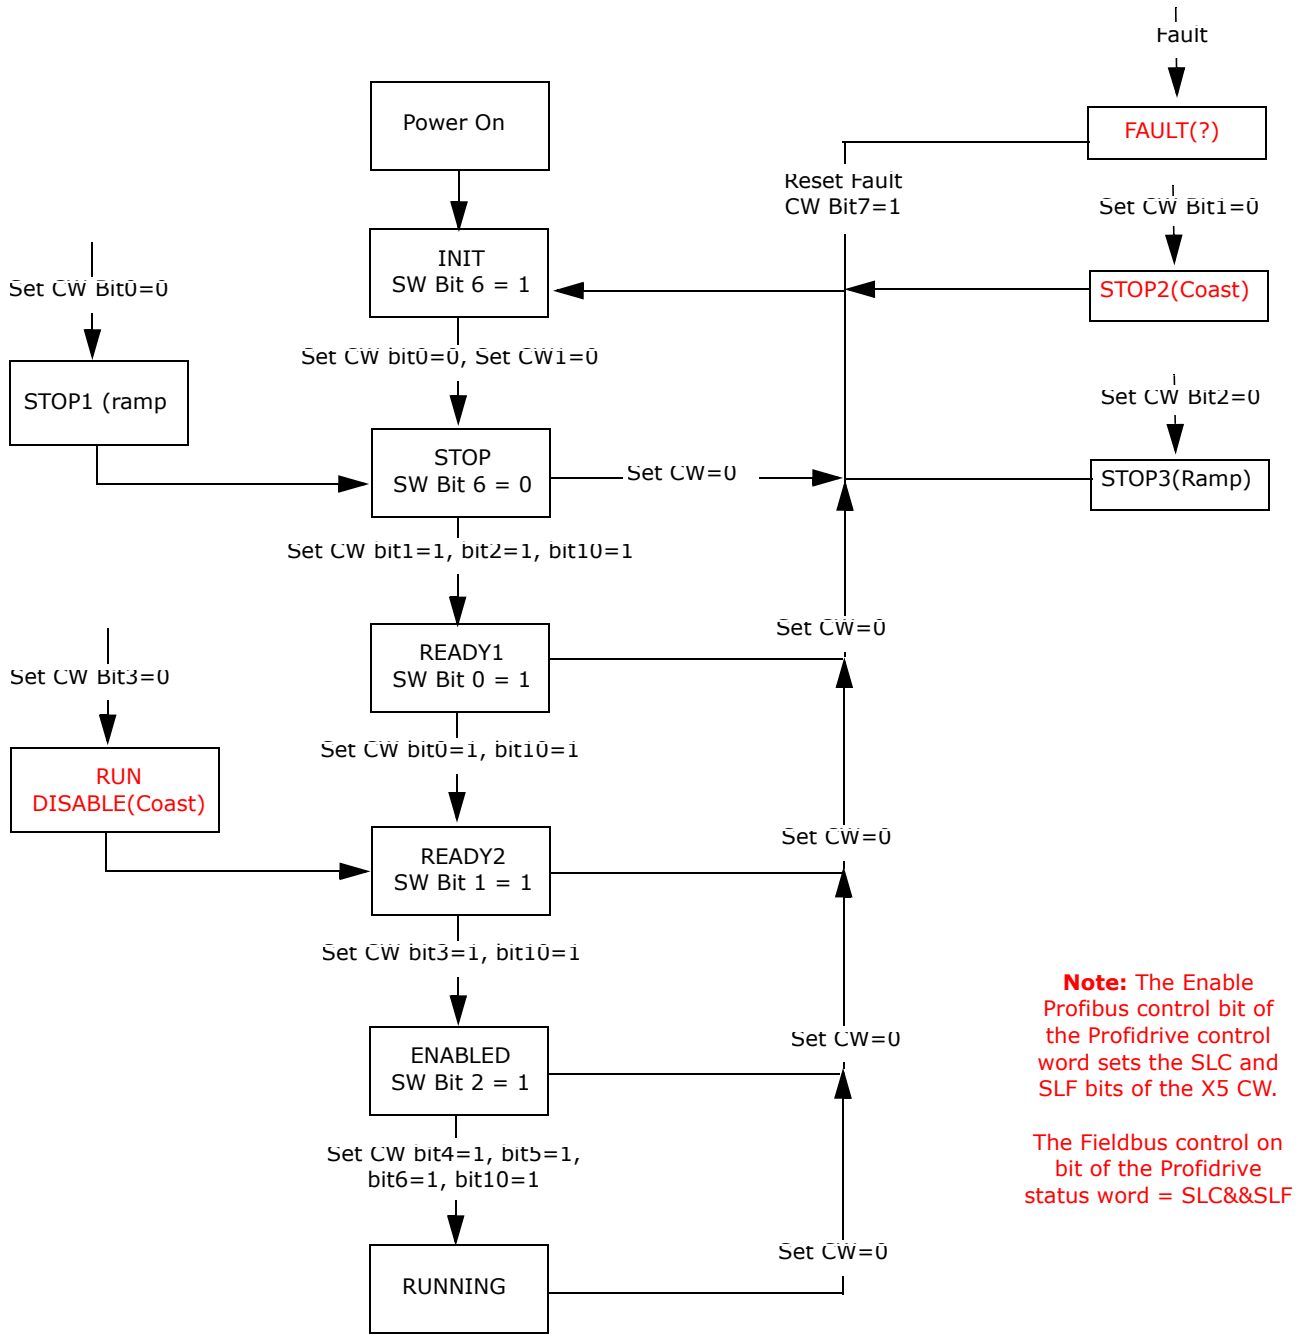 Fault
Power On
FAULT(?)
Reset Fault
CW Bit7=1
Set CW Bit1=0
INIT
SW Bit 6 = 1
Set CW Bit0=0
STOP2(Coast)
Set CW bit0=0, Set CW1=0
STOP1 (ramp
Set CW Bit2=0
STOP
SW Bit 6 = 0
Set CW=0
STOP3(Ramp)
Set CW bit1=1, bit2=1, bit10=1
Set CW=0
READY1
SW Bit 0 = 1
Set CW Bit3=0
Set CW bit0=1, bit10=1
RUN
DISABLE(Coast)
Set CW=0
READY2
SW Bit 1 = 1
Set CW bit3=1, bit10=1
Note: The Enable
Profibus control bit of
the Profidrive control
word sets the SLC and
SLF bits of the X5 CW.
Set CW=0
ENABLED
SW Bit 2 = 1
The Fieldbus control on
bit of the Profidrive
status word = SLC&&SLF
Set CW bit4=1, bit5=1,
bit6=1, bit10=1
Set CW=0
RUNNING